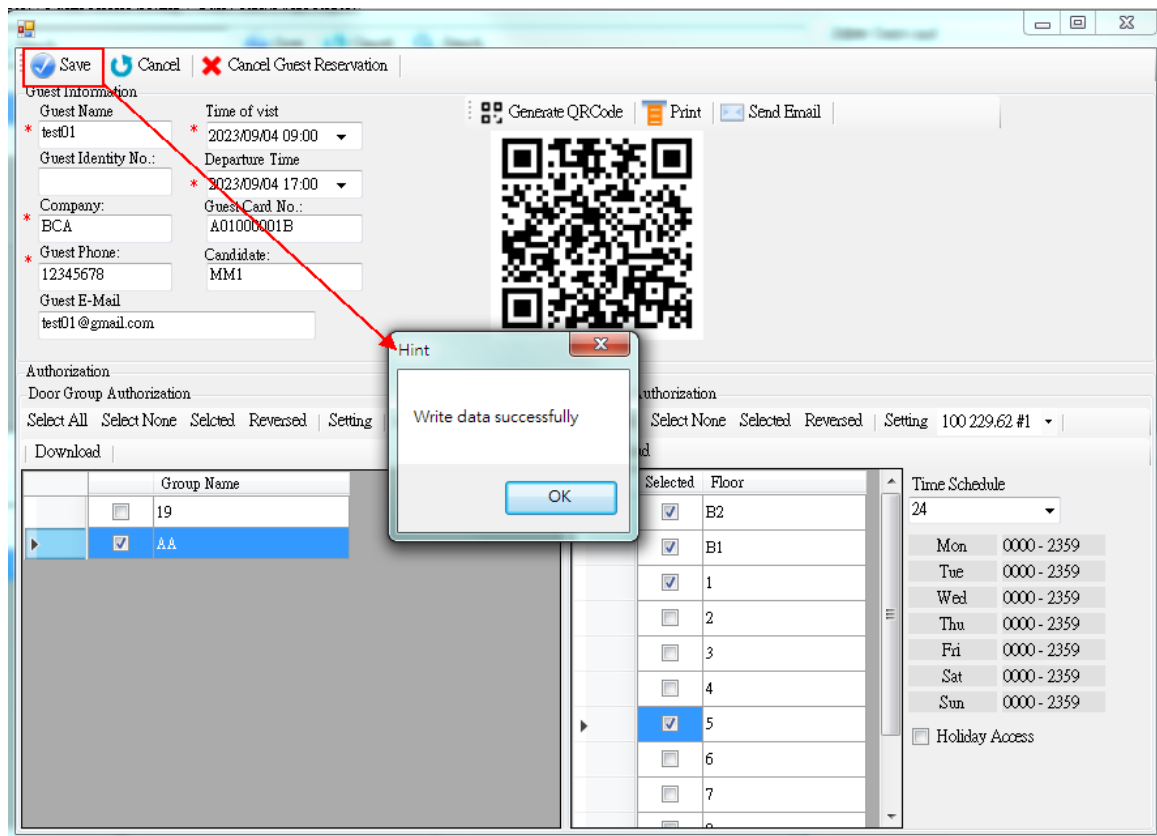 Save Cancel Cancel Guest Reservation
Guest Information
Guest Name Time of vist
Generate QRCode Print Send Email
* test01 * 2023/09/04 09:00
Guest Identity No.: Departure Time
* 2023/09/04 17:00
Company: Guest Card No.:
* BCA A01000001B
* Guest Phone: Candidate:
12345678 MM1
Guest E-Mail
test01@gmail.com
Hint
Write data successfully
OK
Authorization
Door Group Authorization
Select All Select None Selcted Reversed Setting
Download
Group Name
19
AA
uthorization
Select None Selected Reversed Setting 100 229.62 #1
Selected Floor
B2
B1
1
2
3
4
5
6
7
Time Schedule
24
Mon 0000 - 2359
Tue 0000 - 2359
Wed 0000 - 2359
Thu 0000 - 2359
Fri 0000 - 2359
Sat 0000 - 2359
Sun 0000 - 2359
Holiday Access